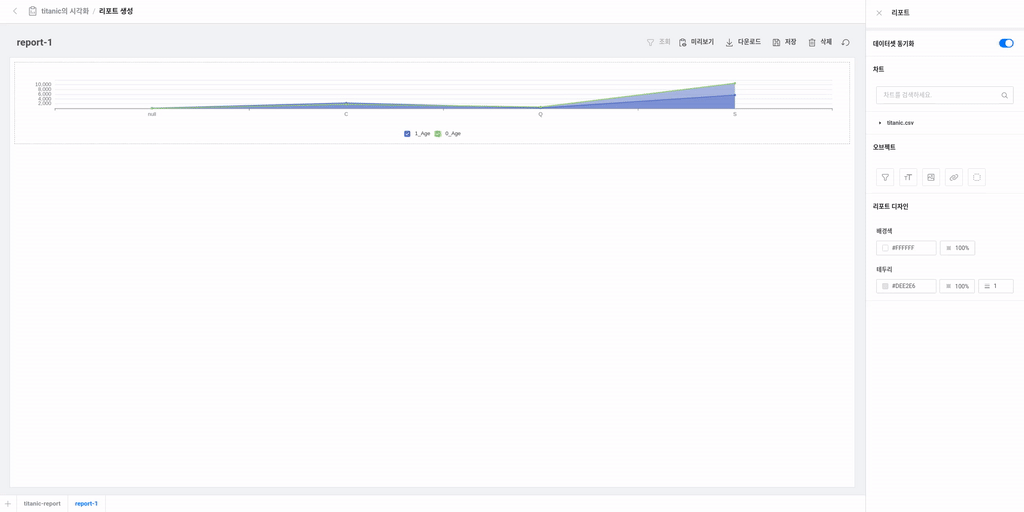 titanic의 시각화 / 리포트 생성
리포트
report-1
조회 미리보기 다운로드 저장 삭제
데이터셋 동기화
차트
차트를 검색하세요.
titanic.csv
10,000
8,000
6,000
4,000
2,000
null C Q S
1_Age 0_Age
오브젝트
리포트 디자인
배경색
#FFFFFF 100%
테두리
#DEE2E6 100% 1
titanic-report report-1